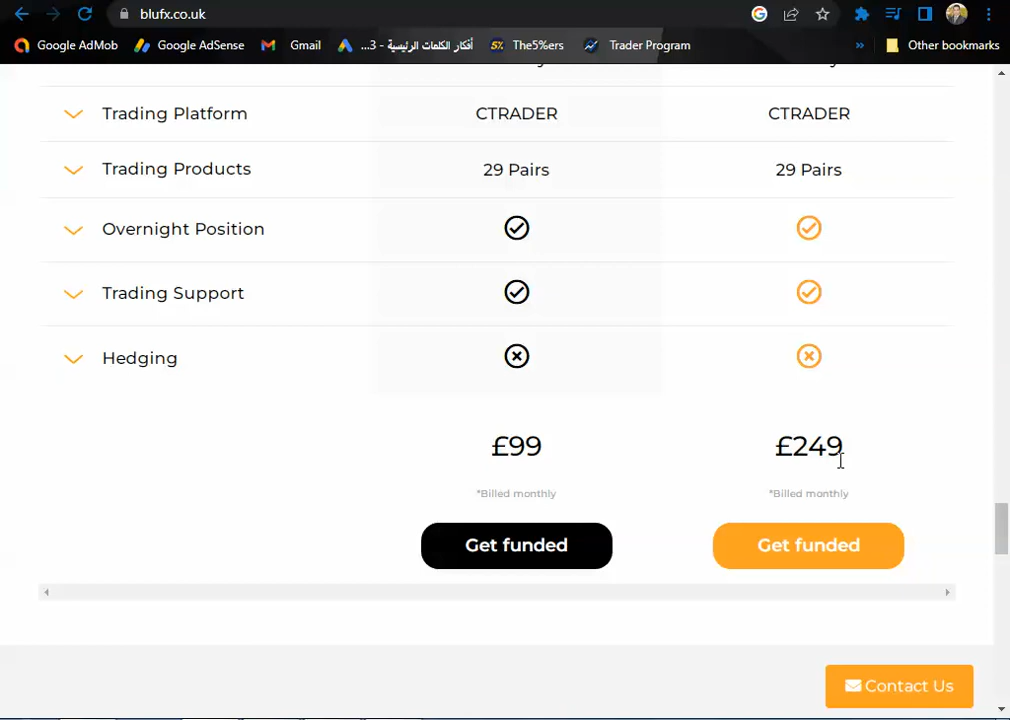 blufx.co.uk
Google AdMob Google AdSense Gmail أفكار الكلمات الرئيسية - 3... 5% The5%ers Trader Program » Other bookmarks
Trading Platform CTRADER CTRADER
Trading Products 29 Pairs 29 Pairs
Overnight Position
Trading Support
Hedging
£99 £249
*Billed monthly *Billed monthly
Get funded Get funded
Contact Us